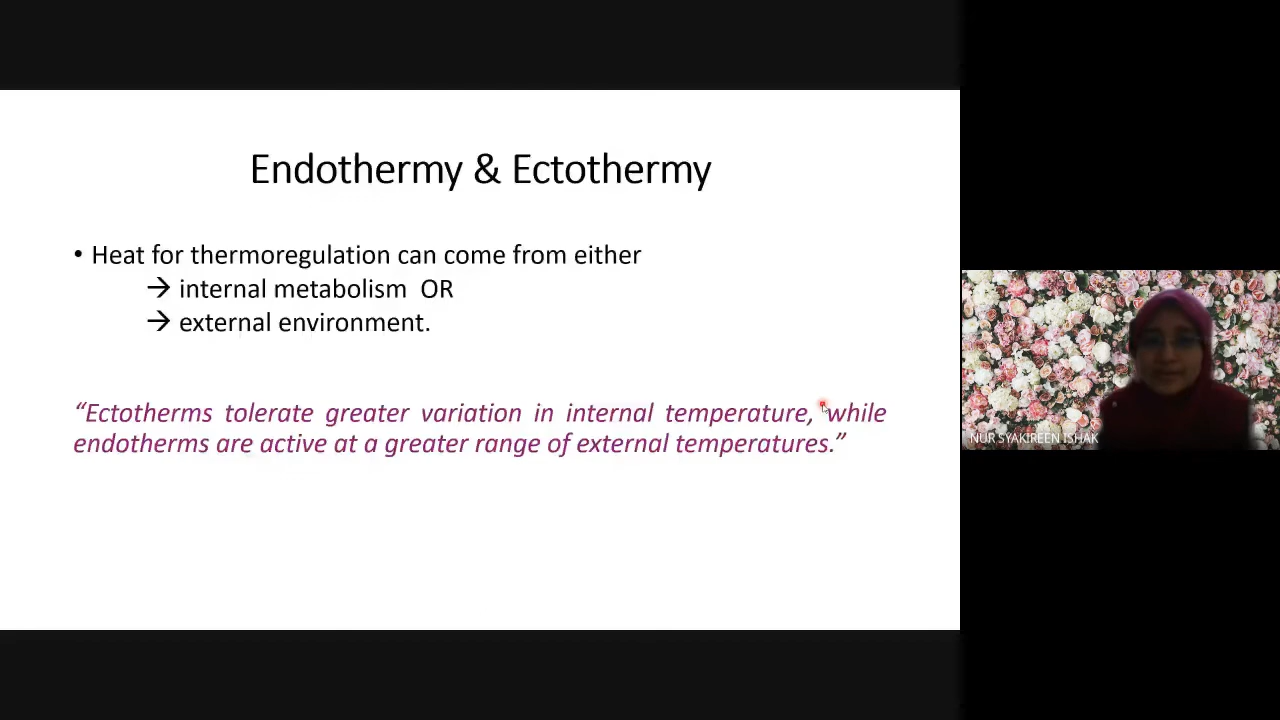 Endothermy & Ectothermy
• Heat for thermoregulation can come from either
→ internal metabolism OR
→ external environment.
“Ectotherms tolerate greater variation in internal temperature, while
endotherms are active at a greater range of external temperatures.”
NUR SYAKIREEN ISHAK